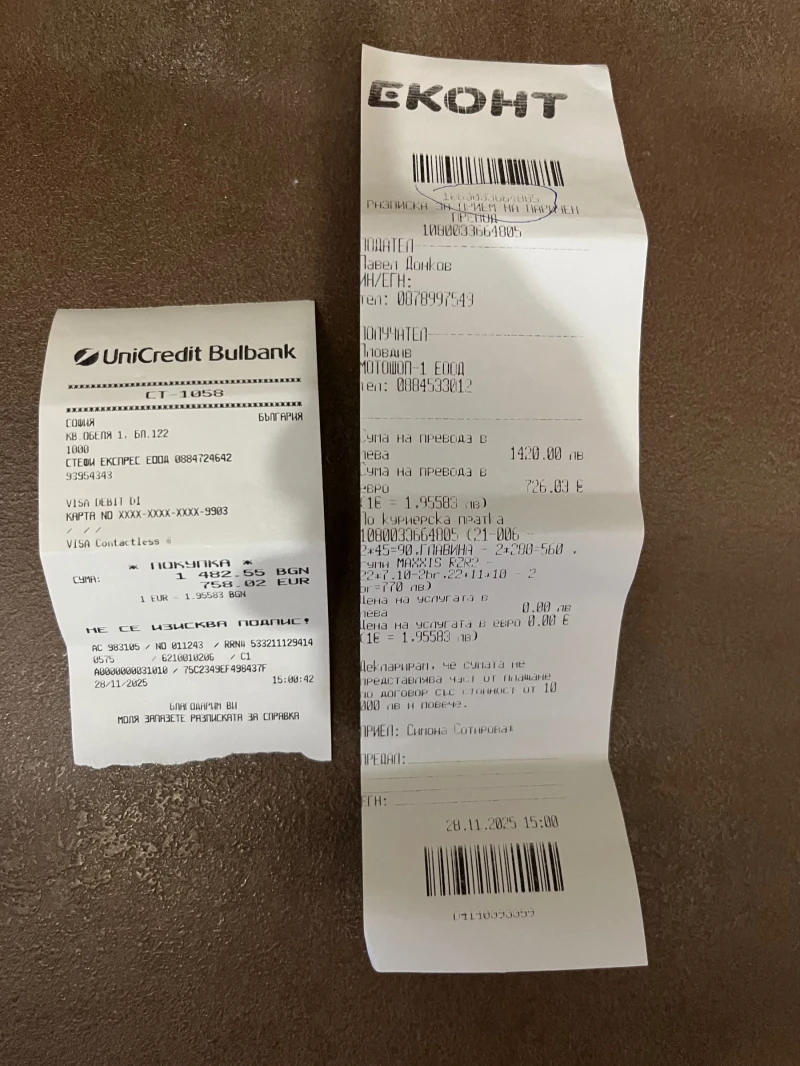 UniCredit Bulbank
CT-1058
СОФИЯ БЪЛГАРИЯ
КВ.ОБЕЛЯ 1, БЛ.122
1000
СТЕФИ ЕКСПРЕС ЕООД 0884724642
93954343
VISA DEBIT DI
КАРТА NO XXXX-XXXX-XXXX-9903
/ / /
VISA Contactless
* ПОКУПКА *
СУМА: 1 482.55 BGN
758.02 EUR
1 EUR = 1.95583 BGN
НЕ СЕ ИЗИСКВА ПОДПИС!
AC 983105 / NO 011243 / RRN# 533211129414
0575 / 6210010206 / C1
A0000000031010 / 75C2349EF498437F
28/11/2025 15:00:42
БЛАГОДАРИМ ВИ
МОЛЯ ЗАПАЗЕТЕ РАЗПИСКАТА ЗА СПРАВКА
ЕКОНТ
1080033664805
РАЗПИСКА ЗА ПРИЕМ НА ПАРИЧЕН
ПРЕВОД
1080033664805
ПОДАТЕЛ
Павел Донков
ИН/ЕГН:
тел: 0878997543
ПОЛУЧАТЕЛ
Пловдив
МОТОШОП-1 ЕООД
тел: 0884533012
Сума на превода в
лева 1420.00 лв
Сума на превода в
евро 726.03 €
(1€ = 1.95583 лв)
По куриерска пратка
1080033664805 (21-006 -
2*45=90,ГЛАВИНА - 2*280=560 ,
гуми MAXXIS RZR2 -
22*7.10-2br,22*11*10 - 2
br=770 лв)
Цена на услугата в
лева 0.00 лв
Цена на услугата в евро 0.00 €
(1€ = 1.95583 лв)
Декларирам, че сумата не
представлява част от плащане
по договор със стойност от 10
000 лв и повече.
ПРИЕЛ: Симона Сотирова
ПРЕДАЛ:
ЕГН:
28.11.2025 15:00